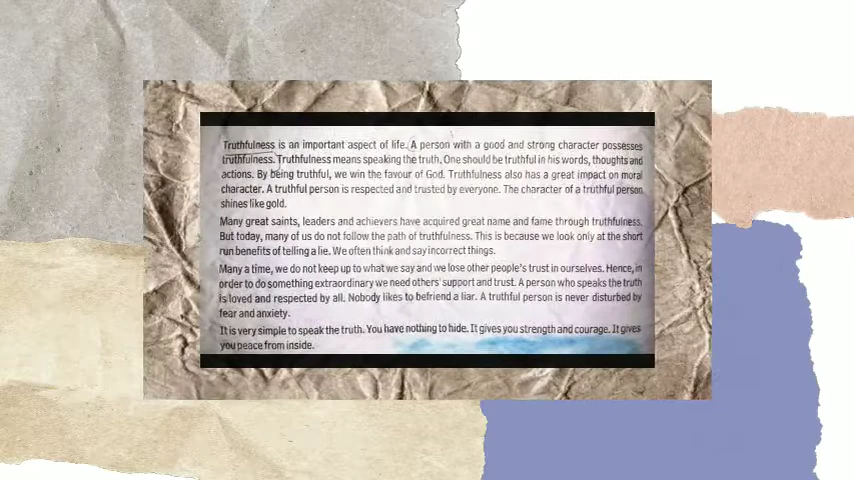 Truthfulness is an important aspect of life. A person with a good and strong character possesses
truthfulness. Truthfulness means speaking the truth. One should be truthful in his words, thoughts and
actions. By being truthful, we win the favour of God. Truthfulness also has a great impact on moral
character. A truthful person is respected and trusted by everyone. The character of a truthful person
shines like gold.
Many great saints, leaders and achievers have acquired great name and fame through truthfulness.
But today, many of us do not follow the path of truthfulness. This is because we look only at the short
run benefits of telling a lie. We often think and say incorrect things.
Many a time, we do not keep up to what we say and we lose other people's trust in ourselves. Hence, in
order to do something extraordinary we need others' support and trust. A person who speaks the truth
is loved and respected by all. Nobody likes to befriend a liar. A truthful person is never disturbed by
fear and anxiety.
It is very simple to speak the truth. You have nothing to hide. It gives you strength and courage. It gives
you peace from inside.